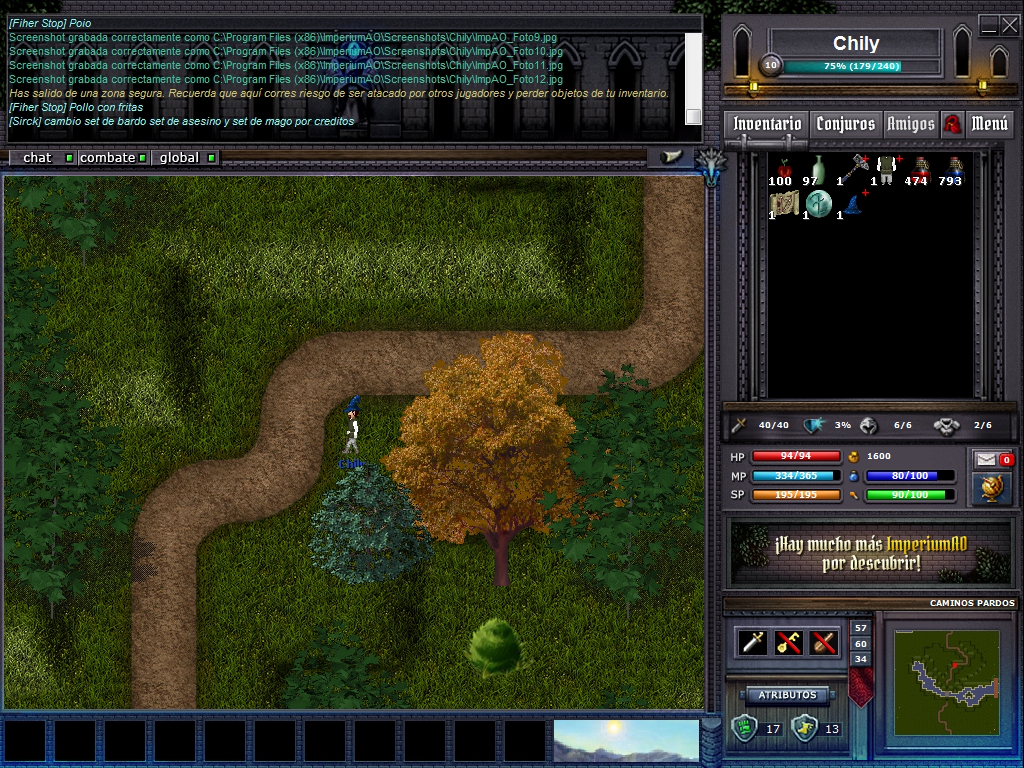 [Fiher Stop] Poio
Screenshot grabada correctamente como C:\Program Files (x86)\ImperiumAO\Screenshots\Chily\ImpAO_Foto9.jpg
Screenshot grabada correctamente como C:\Program Files (x86)\ImperiumAO\Screenshots\Chily\ImpAO_Foto10.jpg
Screenshot grabada correctamente como C:\Program Files (x86)\ImperiumAO\Screenshots\Chily\ImpAO_Foto11.jpg
Screenshot grabada correctamente como C:\Program Files (x86)\ImperiumAO\Screenshots\Chily\ImpAO_Foto12.jpg
Has salido de una zona segura. Recuerda que aquí corres riesgo de ser atacado por otros jugadores y perder objetos de tu inventario.
[Fiher Stop] Pollo con fritas
[Sirck] cambio set de bardo set de asesino y set de mago por creditos
chat combate global
Chily
10 75% (179/240)
Inventario Conjuros Amigos Menú
100 97 1 1 474 793
1 1 1
Chily
40/40 3% 6/6 2/6
HP 94/94 1600
0
MP 334/365 80/100
SP 195/195 90/100
¡Hay mucho más ImperiumAO
por descubrir!
CAMINOS PARDOS
57
60
34
ATRIBUTOS
17 13